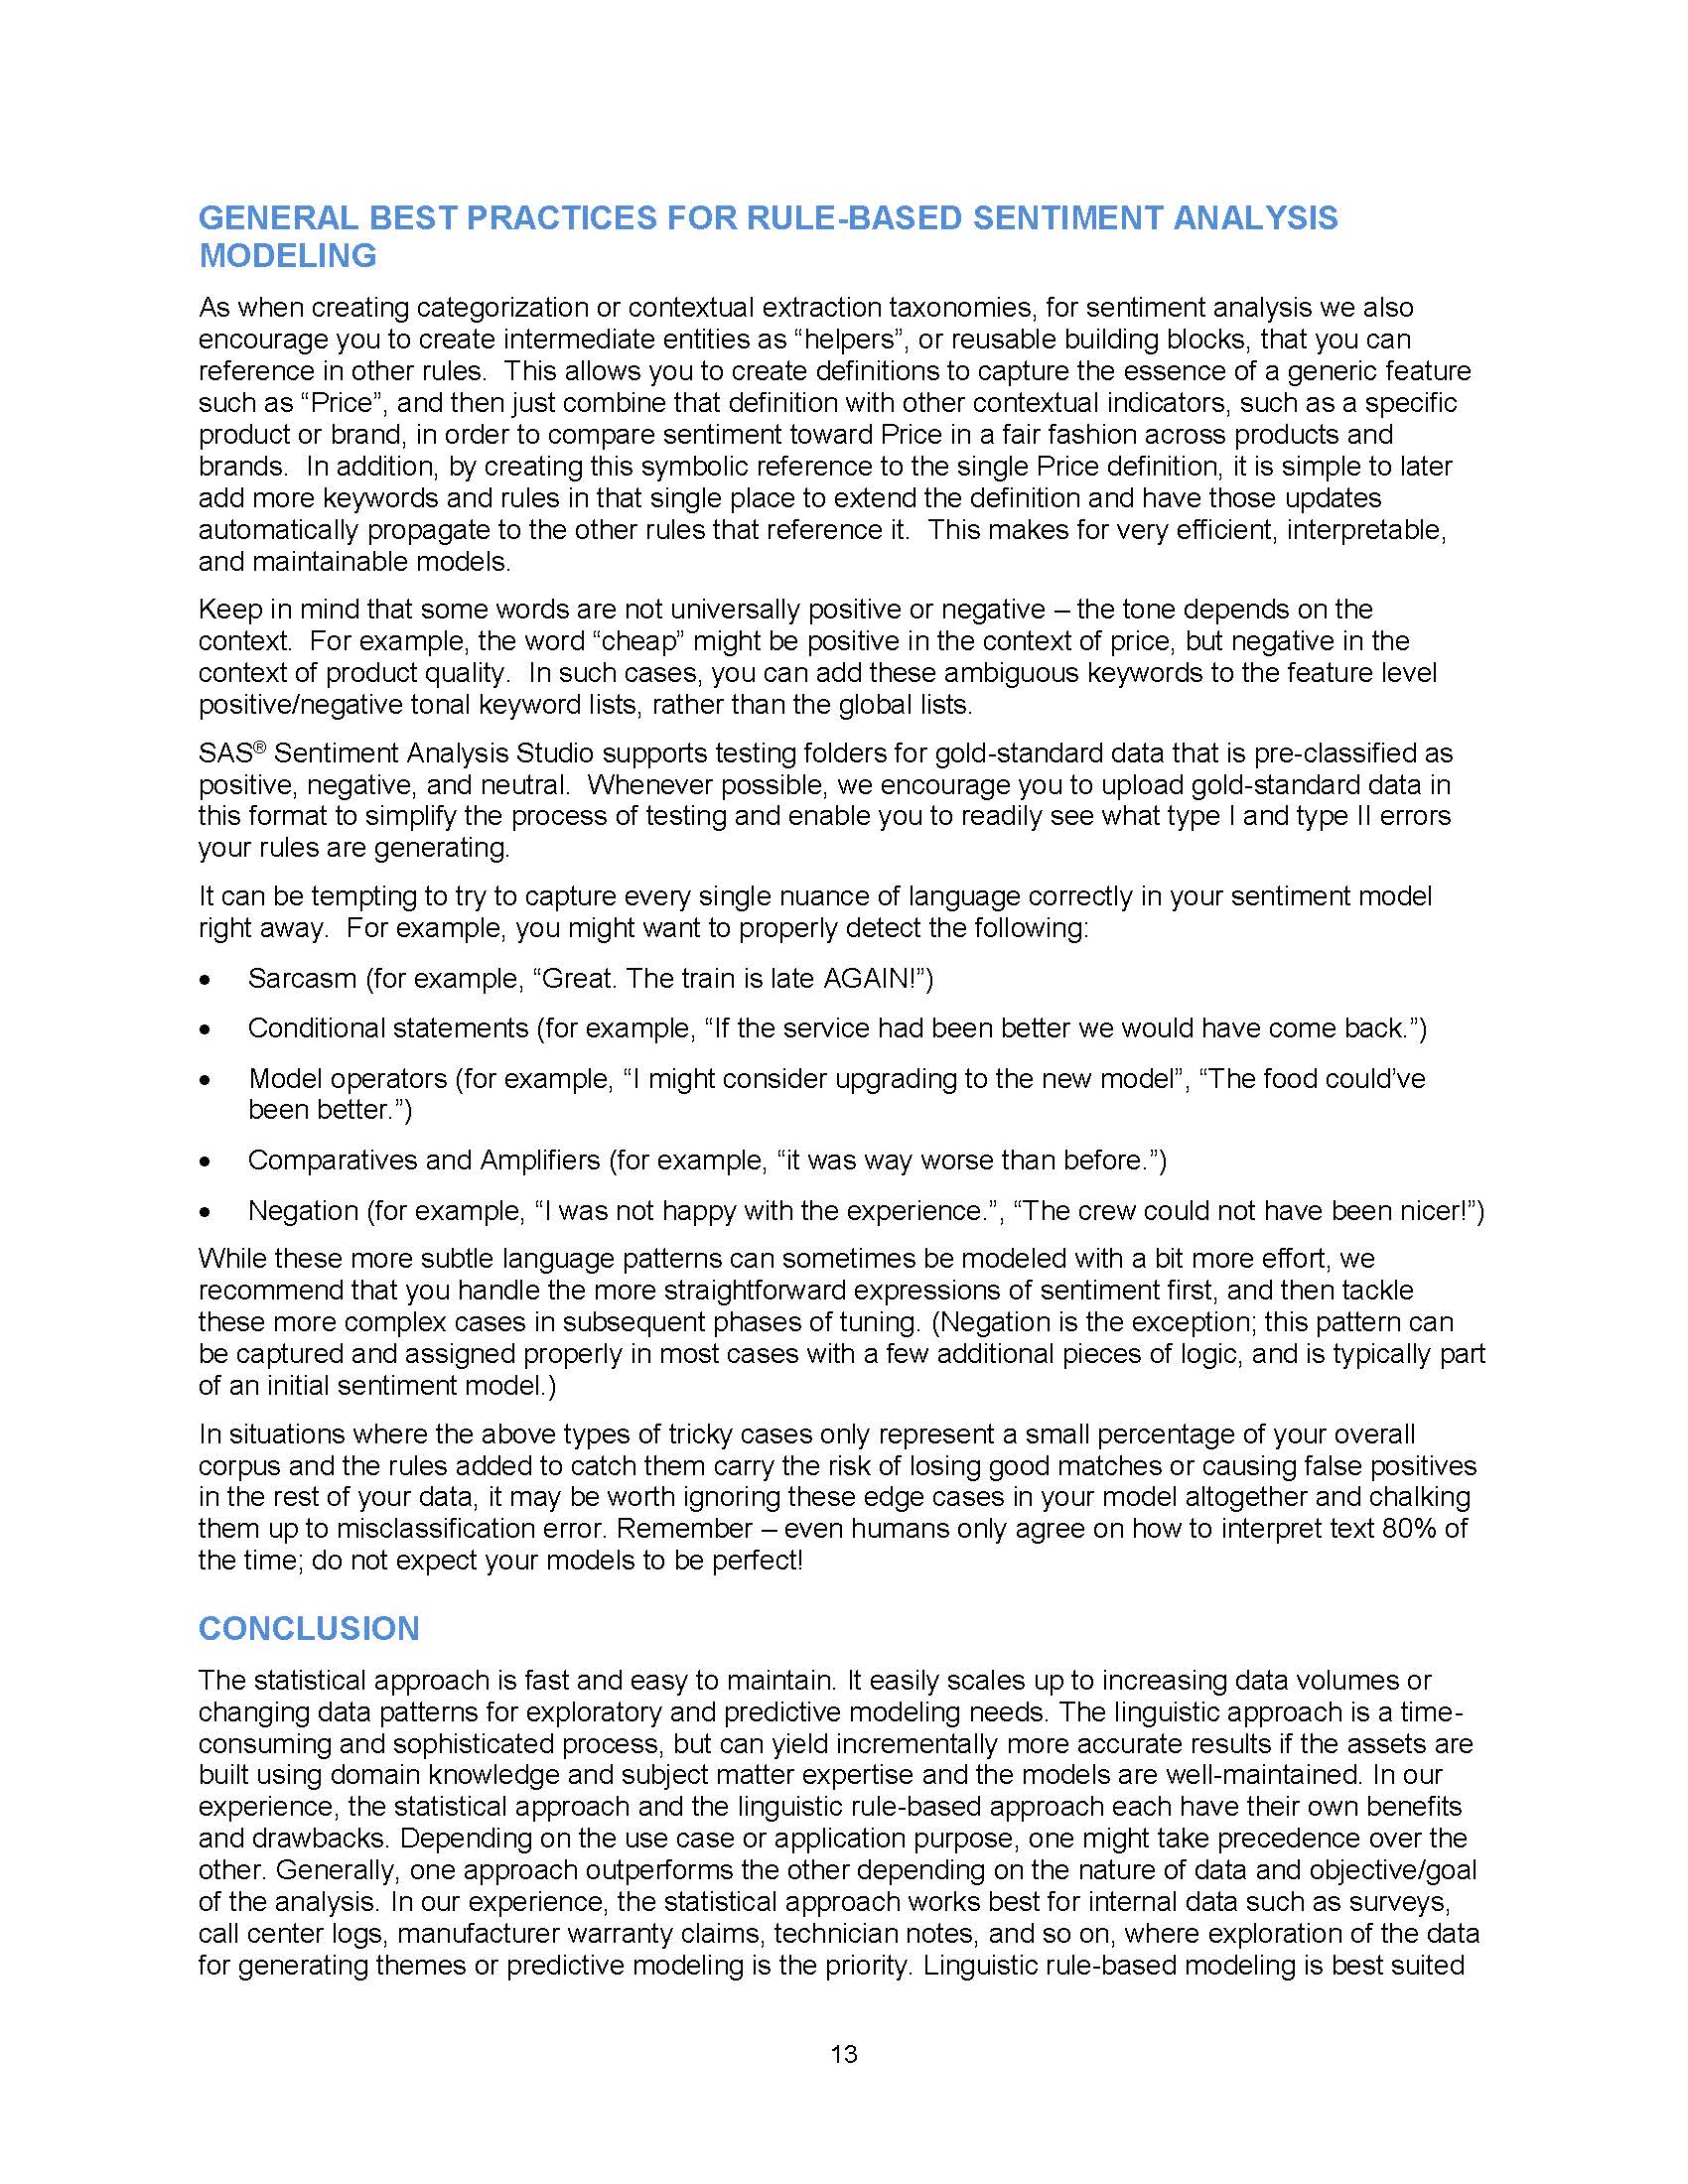 GENERAL BEST PRACTICES FOR RULE-BASED SENTIMENT ANALYSIS
MODELING
As when creating categorization or contextual extraction taxonomies, for sentiment analysis we also
encourage you to create intermediate entities as “helpers”, or reusable building blocks, that you can
reference in other rules.  This allows you to create definitions to capture the essence of a generic feature
such as “Price”, and then just combine that definition with other contextual indicators, such as a specific
product or brand, in order to compare sentiment toward Price in a fair fashion across products and
brands.  In addition, by creating this symbolic reference to the single Price definition, it is simple to later
add more keywords and rules in that single place to extend the definition and have those updates
automatically propagate to the other rules that reference it.  This makes for very efficient, interpretable,
and maintainable models.
Keep in mind that some words are not universally positive or negative – the tone depends on the
context.  For example, the word “cheap” might be positive in the context of price, but negative in the
context of product quality.  In such cases, you can add these ambiguous keywords to the feature level
positive/negative tonal keyword lists, rather than the global lists.
SAS® Sentiment Analysis Studio supports testing folders for gold-standard data that is pre-classified as
positive, negative, and neutral.  Whenever possible, we encourage you to upload gold-standard data in
this format to simplify the process of testing and enable you to readily see what type I and type II errors
your rules are generating.
It can be tempting to try to capture every single nuance of language correctly in your sentiment model
right away.  For example, you might want to properly detect the following:
• Sarcasm (for example, “Great. The train is late AGAIN!”)
• Conditional statements (for example, “If the service had been better we would have come back.”)
• Model operators (for example, “I might consider upgrading to the new model”, “The food could’ve
been better.”)
• Comparatives and Amplifiers (for example, “it was way worse than before.”)
• Negation (for example, “I was not happy with the experience.”, “The crew could not have been nicer!”)
While these more subtle language patterns can sometimes be modeled with a bit more effort, we
recommend that you handle the more straightforward expressions of sentiment first, and then tackle
these more complex cases in subsequent phases of tuning. (Negation is the exception; this pattern can
be captured and assigned properly in most cases with a few additional pieces of logic, and is typically part
of an initial sentiment model.)
In situations where the above types of tricky cases only represent a small percentage of your overall
corpus and the rules added to catch them carry the risk of losing good matches or causing false positives
in the rest of your data, it may be worth ignoring these edge cases in your model altogether and chalking
them up to misclassification error. Remember – even humans only agree on how to interpret text 80% of
the time; do not expect your models to be perfect!
CONCLUSION
The statistical approach is fast and easy to maintain. It easily scales up to increasing data volumes or
changing data patterns for exploratory and predictive modeling needs. The linguistic approach is a time-
consuming and sophisticated process, but can yield incrementally more accurate results if the assets are
built using domain knowledge and subject matter expertise and the models are well-maintained. In our
experience, the statistical approach and the linguistic rule-based approach each have their own benefits
and drawbacks. Depending on the use case or application purpose, one might take precedence over the
other. Generally, one approach outperforms the other depending on the nature of data and objective/goal
of the analysis. In our experience, the statistical approach works best for internal data such as surveys,
call center logs, manufacturer warranty claims, technician notes, and so on, where exploration of the data
for generating themes or predictive modeling is the priority. Linguistic rule-based modeling is best suited
13